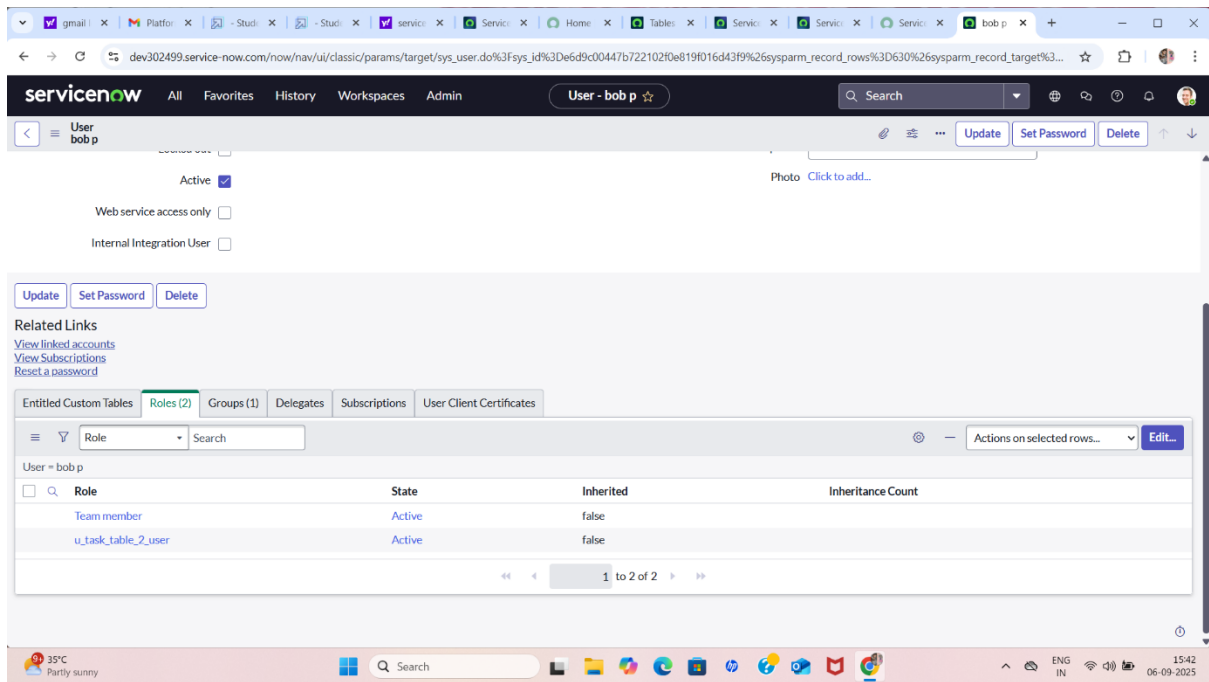 gmail l
Platfor
- Stud
- Stud
service
Servic
Home
Tables
Servic
Servic
Servic
bob p
dev302499.service-now.com/now/nav/ui/classic/params/target/sys_user.do%3Fsys_id%3De6d9c00447b722102f0e819f016d43f9%26sysparm_record_rows%3D630%26sysparm_record_target%3...
servicenow All Favorites History Workspaces Admin User - bob p Search
User
bob p
Update Set Password Delete
Active
Photo Click to add...
Web service access only
Internal Integration User
Update Set Password Delete
Related Links
View linked accounts
View Subscriptions
Reset a password
Entitled Custom Tables Roles (2) Groups (1) Delegates Subscriptions User Client Certificates
Role Search Actions on selected rows... Edit...
User = bob p
Role State Inherited Inheritance Count
Team member Active false
u_task_table_2_user Active false
1 to 2 of 2
9+ 35°C
Partly sunny
Search
ENG
IN
15:42
06-09-2025